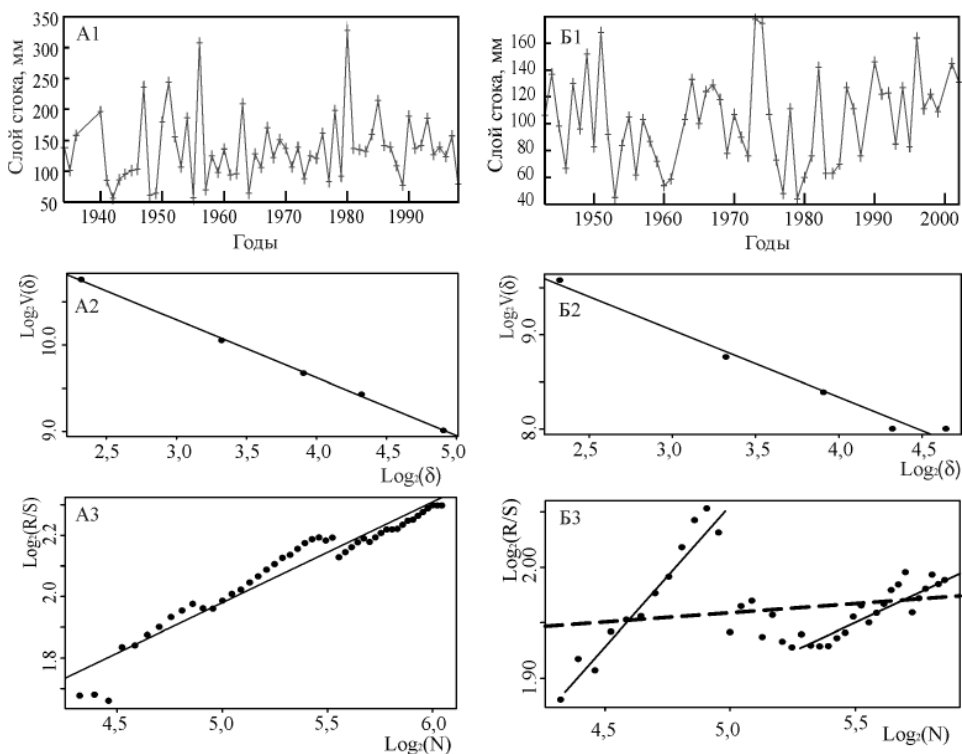 А1
Слой стока, мм
350
300
250
200
150
100
50
1940
1950
1960
1970
1980
1990
Годы
Б1
Слой стока, мм
160
140
120
100
80
60
40
1950
1960
1970
1980
1990
2000
Годы
А2
Log₂V(δ)
10.0
9.0
2,5
3,0
3,5
4,0
4,5
5,0
Log₂(δ)
Б2
Log₂V(δ)
9.0
8.0
2,5
3,0
3,5
4,0
4,5
Log₂(δ)
А3
Log₂(R/S)
2.2
2.0
1.8
4,5
5,0
5,5
6,0
Log₂(N)
Б3
Log₂(R/S)
2.00
1.90
4,5
5,0
5,5
Log₂(N)